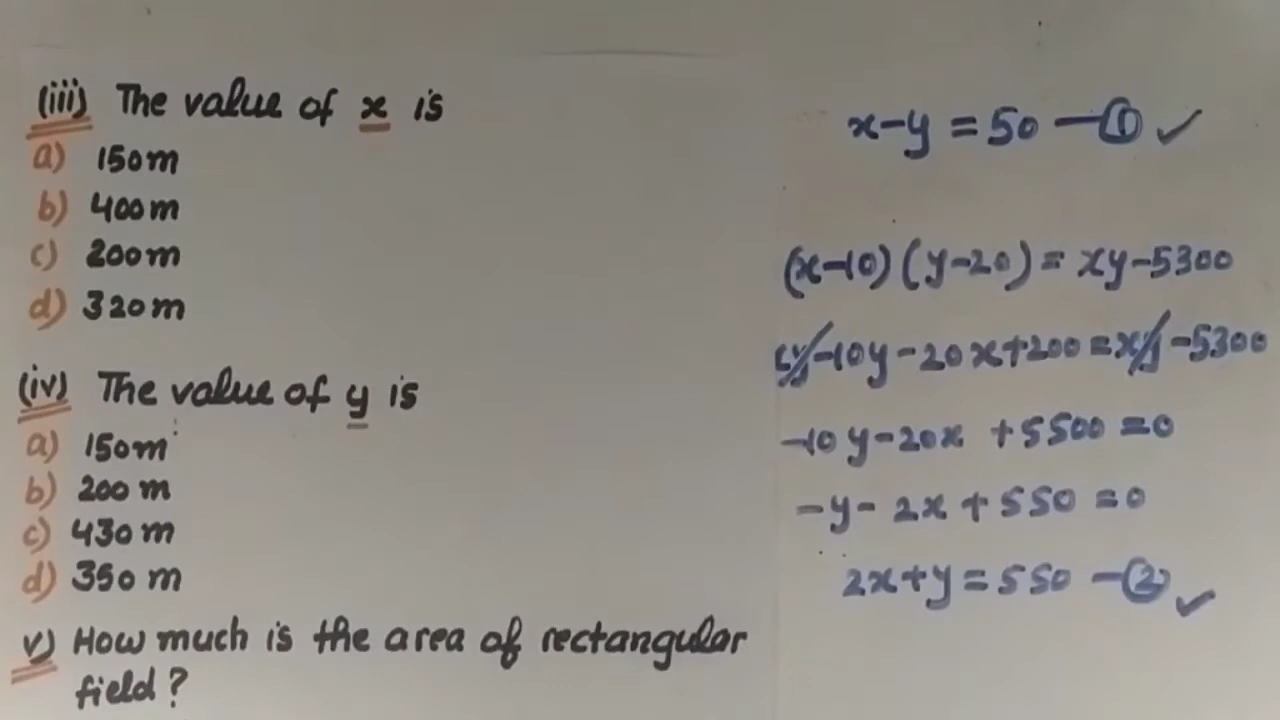 (iii) The value of x is
a) 150m
b) 400m
c) 200m
d) 320m
(iv) The value of y is
a) 150m
b) 200 m
c) 430 m
d) 350 m
v) How much is the area of rectangular
field?
x-y = 50 — ① ✓
(x-10) (y-20) = xy-5300
xy-10y-20x+200 = xy-5300
-10y-20x +5500 =0
-y- 2x + 550 =0
2x+y = 550 — ② ✓